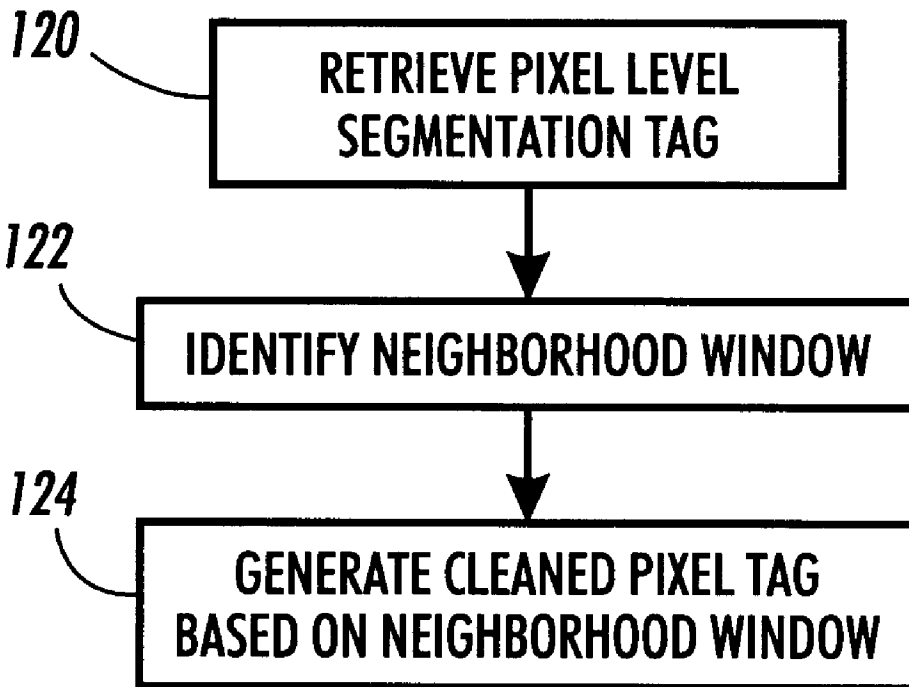 120
RETRIEVE PIXEL LEVEL
SEGMENTATION TAG
122
IDENTIFY NEIGHBORHOOD WINDOW
124
GENERATE CLEANED PIXEL TAG
BASED ON NEIGHBORHOOD WINDOW